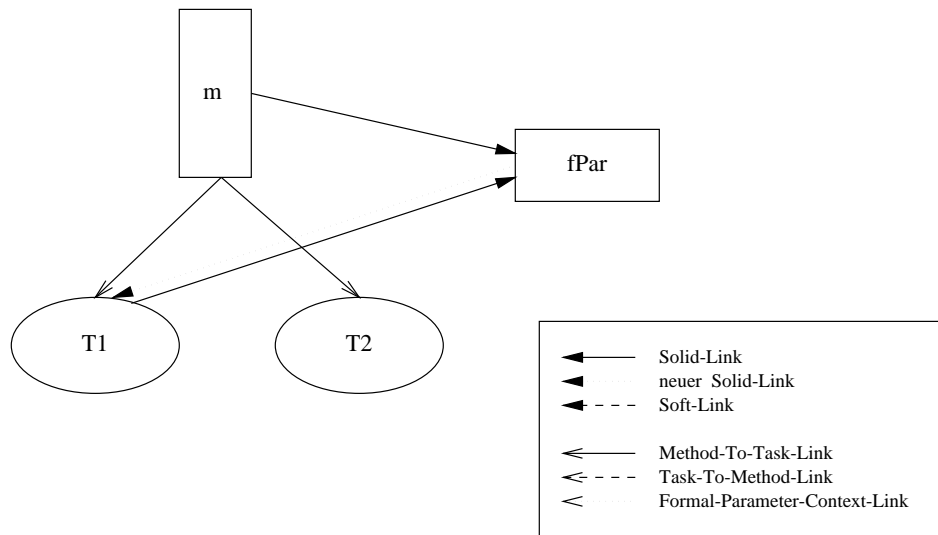 m
fPar
T1
T2
Solid-Link
neuer Solid-Link
Soft-Link
Method-To-Task-Link
Task-To-Method-Link
Formal-Parameter-Context-Link